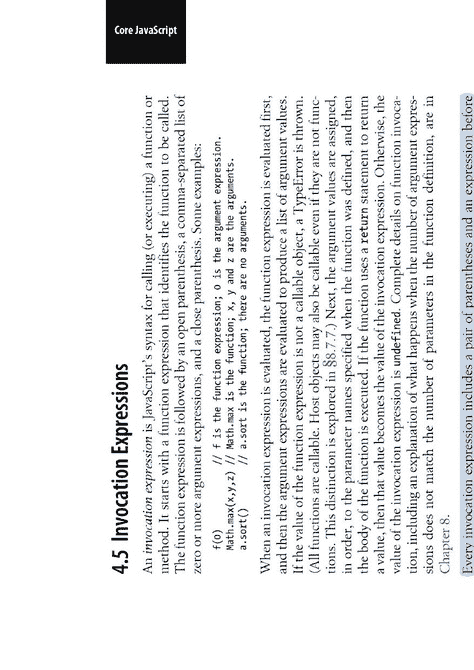 Core JavaScript
4.5 Invocation Expressions
An invocation expression is JavaScript's syntax for calling (or executing) a function or
method. It starts with a function expression that identifies the function to be called.
The function expression is followed by an open parenthesis, a comma-separated list of
zero or more argument expressions, and a close parenthesis. Some examples:
f(o) // f is the function expression; o is the argument expression.
Math.max(x,y,z) // Math.max is the function; x, y and z are the arguments.
a.sort() // a.sort is the function; there are no arguments.
When an invocation expression is evaluated, the function expression is evaluated first,
and then the argument expressions are evaluated to produce a list of argument values.
If the value of the function expression is not a callable object, a TypeError is thrown.
(All functions are callable. Host objects may also be callable even if they are not func-
tions. This distinction is explored in §8.7.7.) Next, the argument values are assigned,
in order, to the parameter names specified when the function was defined, and then
the body of the function is executed. If the function uses a return statement to return
a value, then that value becomes the value of the invocation expression. Otherwise, the
value of the invocation expression is undefined. Complete details on function invoca-
tion, including an explanation of what happens when the number of argument expres-
sions does not match the number of parameters in the function definition, are in
Chapter 8.
Every invocation expression includes a pair of parentheses and an expression before